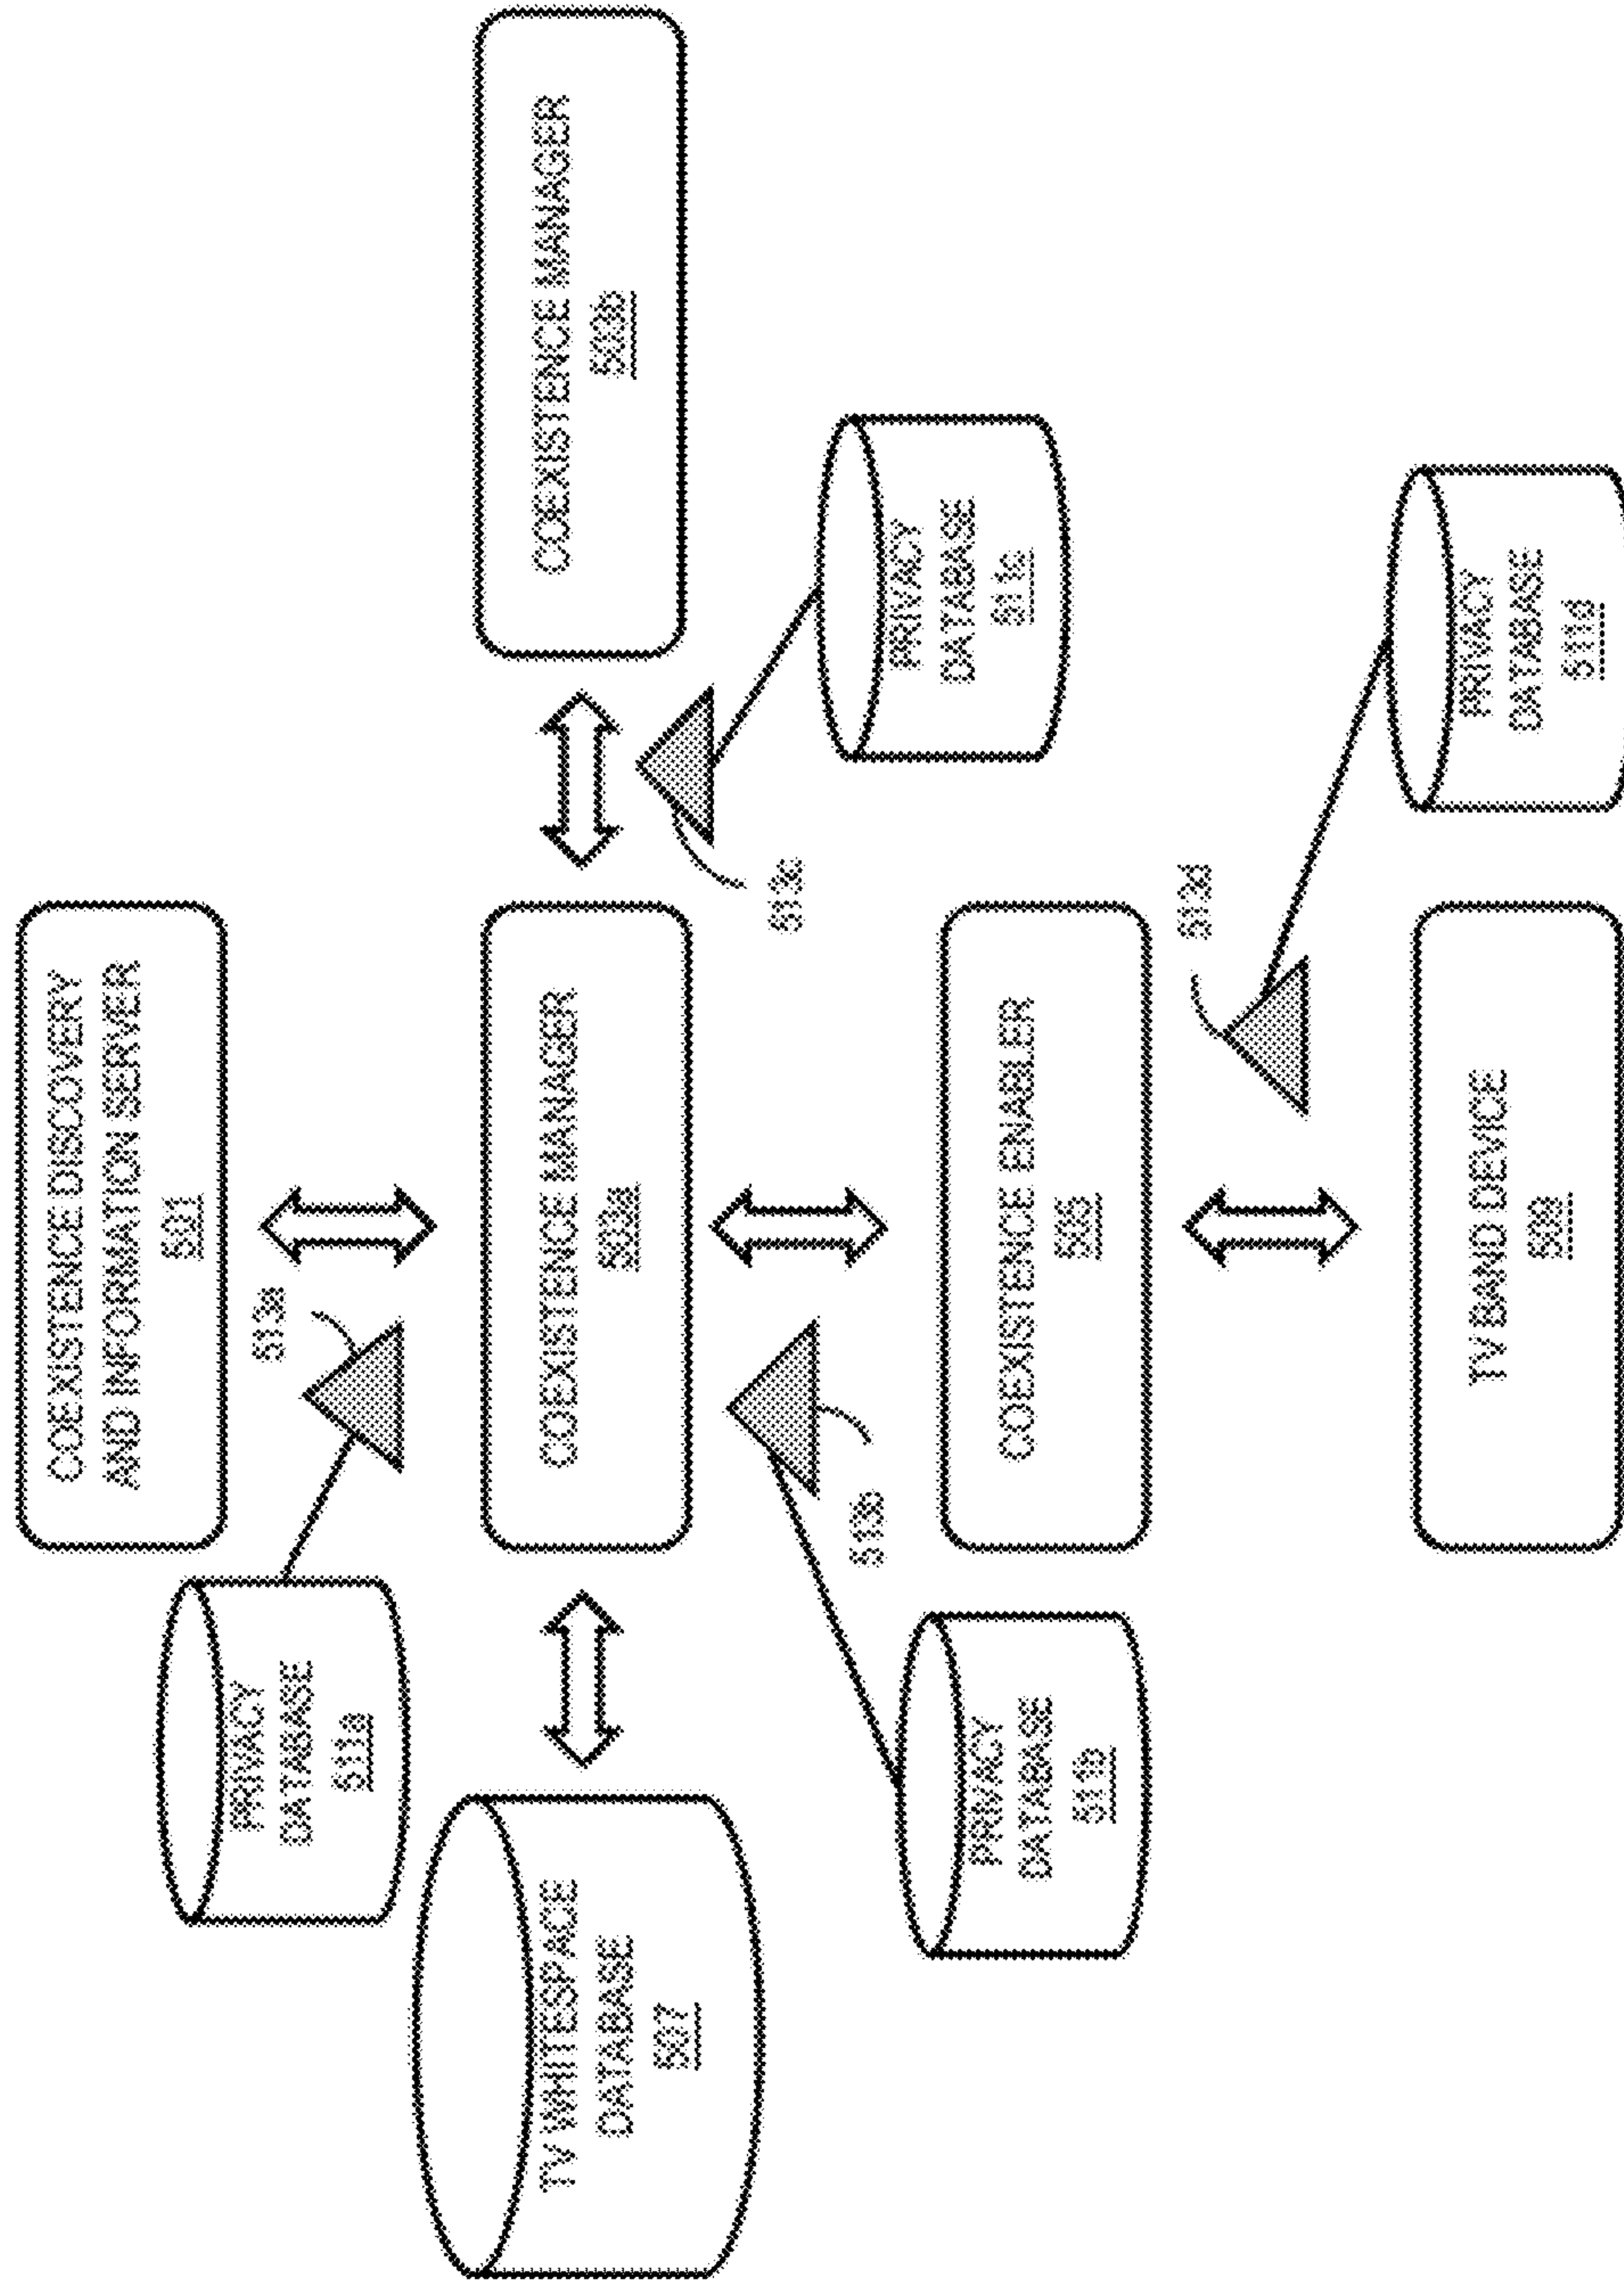 COEXISTENCE DISCOVERY
AND INFORMATION SERVER
501
PRIVACY
DATABASE
511a
513a
TV WHITESPACE
DATABASE
507
COEXISTENCE MANAGER
503a
COEXISTENCE MANAGER
503b
513c
PRIVACY
DATABASE
511c
513b
PRIVACY
DATABASE
511b
COEXISTENCE ENABLER
505
513d
TV BAND DEVICE
509
PRIVACY
DATABASE
511d